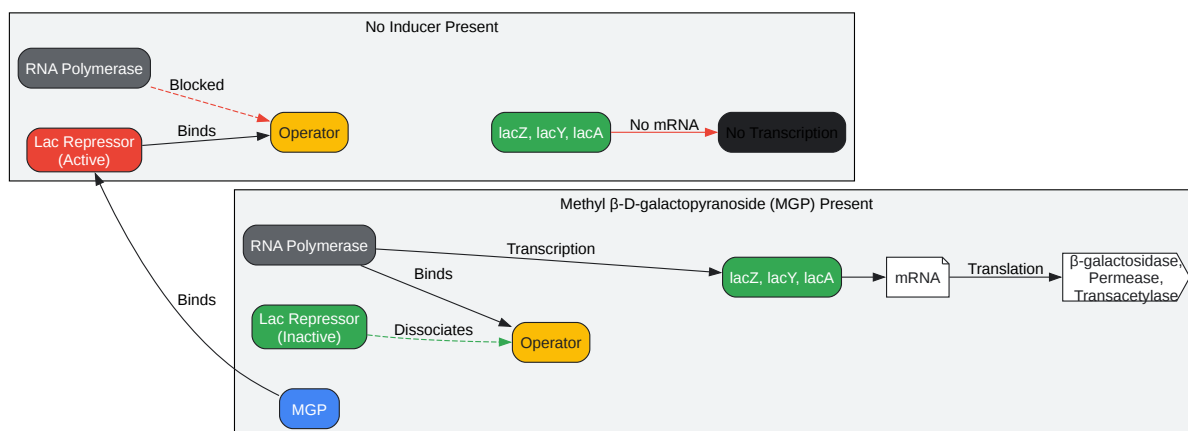 No Inducer Present
RNA Polymerase
Blocked
Lac Repressor
(Active)
Binds
Operator
lacZ, lacY, lacA
No mRNA
No Transcription
Methyl β-D-galactopyranoside (MGP) Present
RNA Polymerase
Transcription
Binds
lacZ, lacY, lacA
mRNA
Translation
β-galactosidase,
Permease,
Transacetylase
Lac Repressor
(Inactive)
Dissociates
Operator
Binds
MGP